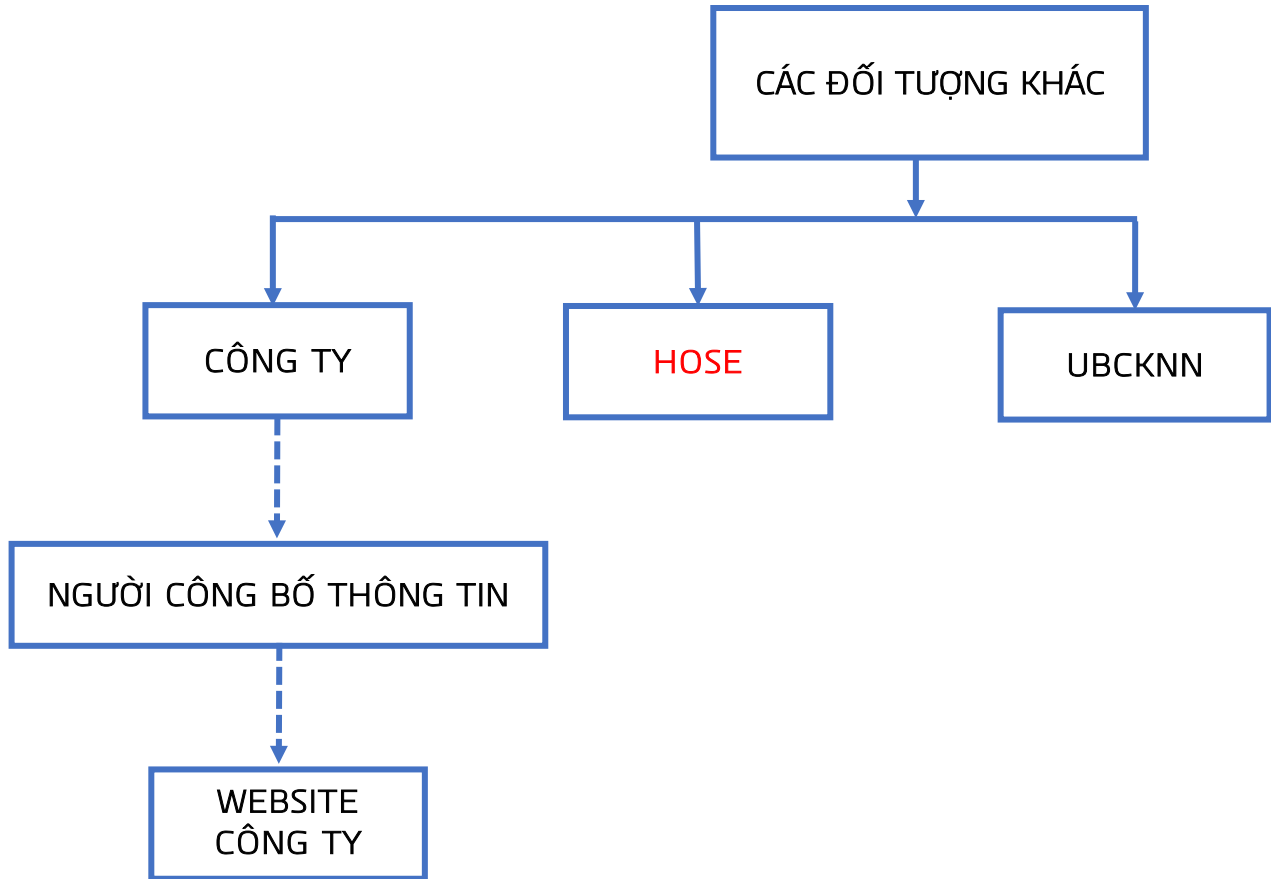 CÁC ĐỐI TƯỢNG KHÁC
CÔNG TY
HOSE
UBCKNN
NGƯỜI CÔNG BỐ THÔNG TIN
WEBSITE
CÔNG TY